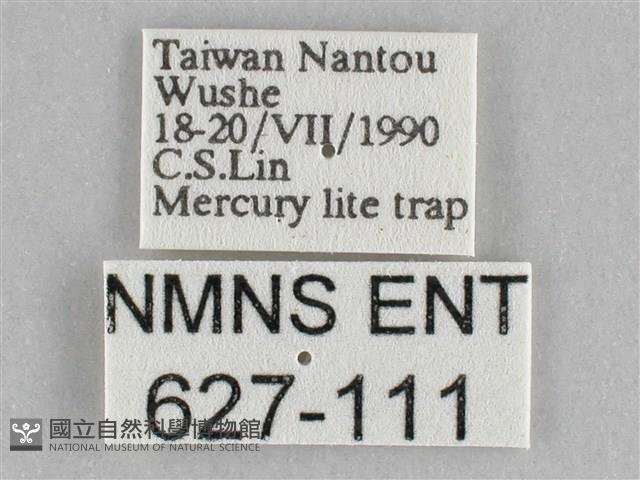 Taiwan Nantou
Wushe
18-20/VII/1990
C.S.Lin
Mercury lite trap
NMNS ENT
627-111
國立自然科學博物館
NATIONAL MUSEUM OF NATURAL SCIENCE